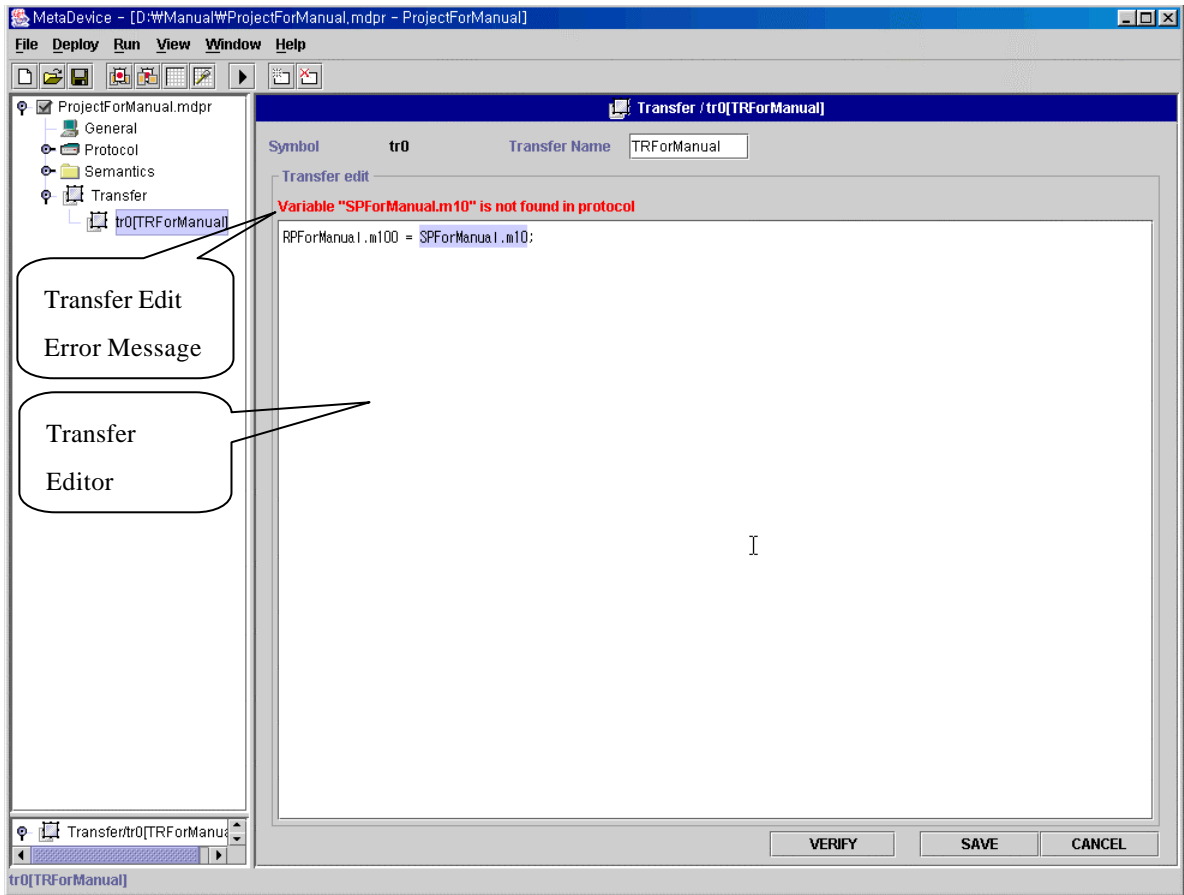 MetaDevice - [D:₩Manual₩ProjectForManual.mdpr - ProjectForManual]
File Deploy Run View Window Help
ProjectForManual.mdpr
General
Protocol
Semantics
Transfer
tr0[TRForManual]
Transfer / tr0[TRForManual]
Symbol tr0 Transfer Name TRForManual
Transfer edit
Variable "SPForManual.m10" is not found in protocol
RPForManual.m100 = SPForManual.m10;
Transfer Edit
Error Message
Transfer
Editor
Transfer/tr0[TRForManua
VERIFY SAVE CANCEL
tr0[TRForManual]